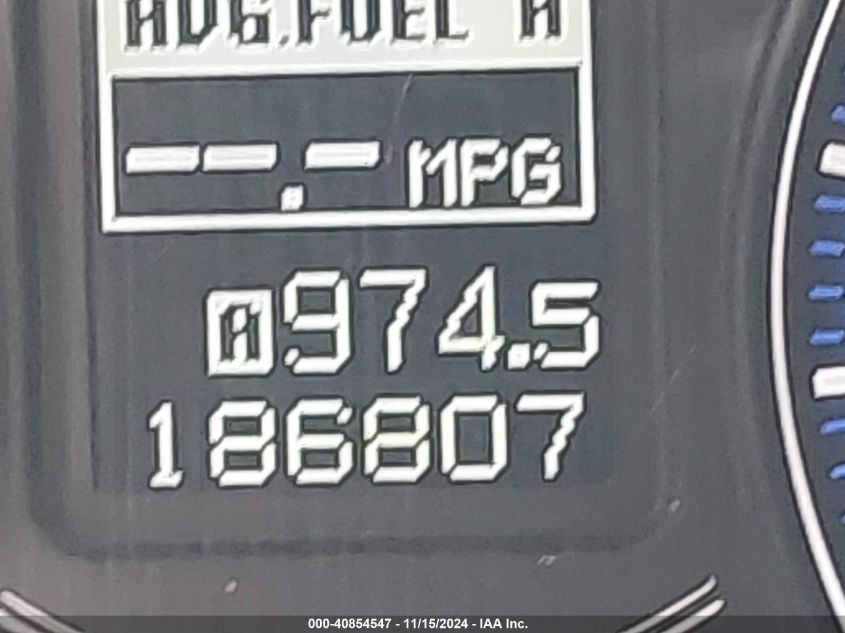 AVG.FUEL A
--.- MPG
A 974.5
186807
000-40854547 - 11/15/2024 - IAA Inc.